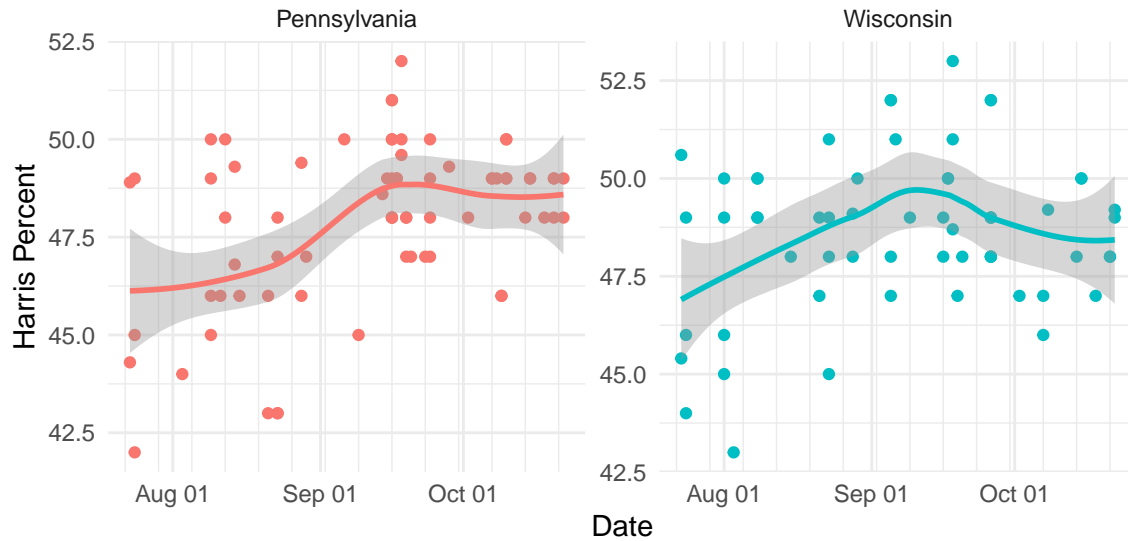 Pennsylvania
Wisconsin
Harris Percent
52.5
50.0
47.5
45.0
42.5
52.5
50.0
47.5
45.0
42.5
Aug 01 Sep 01 Oct 01
Aug 01 Sep 01 Oct 01
Date